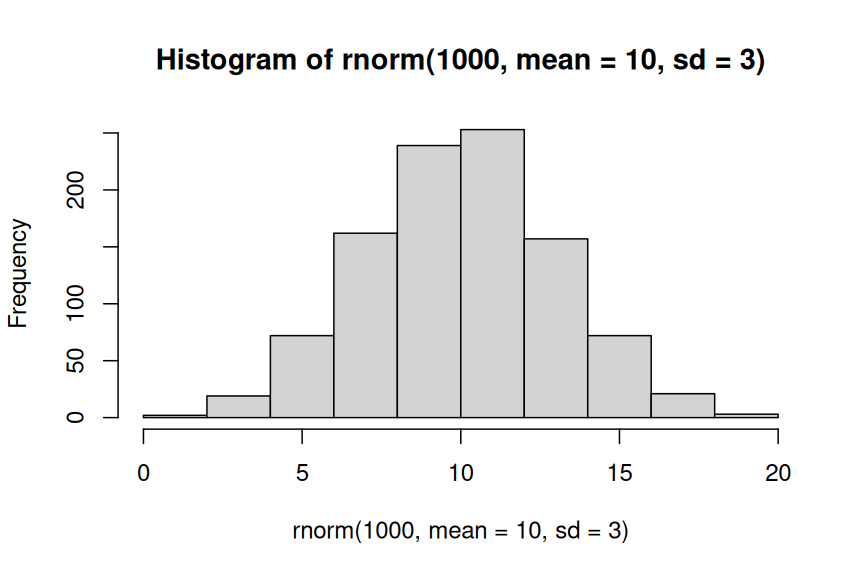 Histogram of rnorm(1000, mean = 10, sd = 3)
Frequency
200
100
50
0
0 5 10 15 20
rnorm(1000, mean = 10, sd = 3)